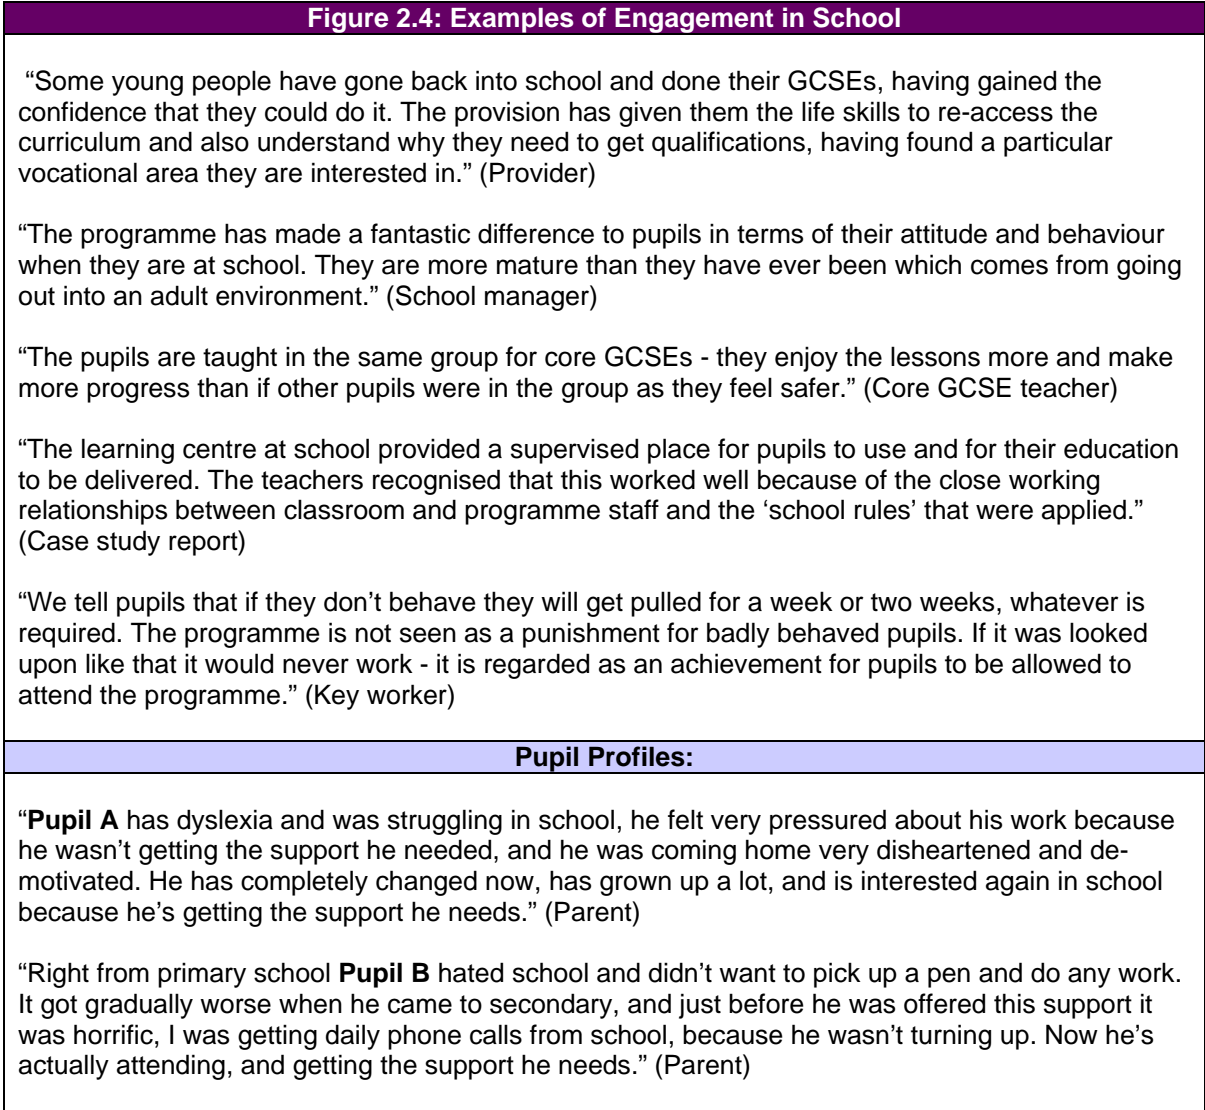 Figure 2.4: Examples of Engagement in School
“Some young people have gone back into school and done their GCSEs, having gained the
confidence that they could do it. The provision has given them the life skills to re-access the
curriculum and also understand why they need to get qualifications, having found a particular
vocational area they are interested in.” (Provider)
“The programme has made a fantastic difference to pupils in terms of their attitude and behaviour
when they are at school. They are more mature than they have ever been which comes from going
out into an adult environment.” (School manager)
“The pupils are taught in the same group for core GCSEs - they enjoy the lessons more and make
more progress than if other pupils were in the group as they feel safer.” (Core GCSE teacher)
“The learning centre at school provided a supervised place for pupils to use and for their education
to be delivered. The teachers recognised that this worked well because of the close working
relationships between classroom and programme staff and the ‘school rules’ that were applied.”
(Case study report)
“We tell pupils that if they don’t behave they will get pulled for a week or two weeks, whatever is
required. The programme is not seen as a punishment for badly behaved pupils. If it was looked
upon like that it would never work - it is regarded as an achievement for pupils to be allowed to
attend the programme.” (Key worker)
Pupil Profiles:
“Pupil A has dyslexia and was struggling in school, he felt very pressured about his work because
he wasn’t getting the support he needed, and he was coming home very disheartened and de-
motivated. He has completely changed now, has grown up a lot, and is interested again in school
because he’s getting the support he needs.” (Parent)
“Right from primary school Pupil B hated school and didn’t want to pick up a pen and do any work.
It got gradually worse when he came to secondary, and just before he was offered this support it
was horrific, I was getting daily phone calls from school, because he wasn’t turning up. Now he’s
actually attending, and getting the support he needs.” (Parent)